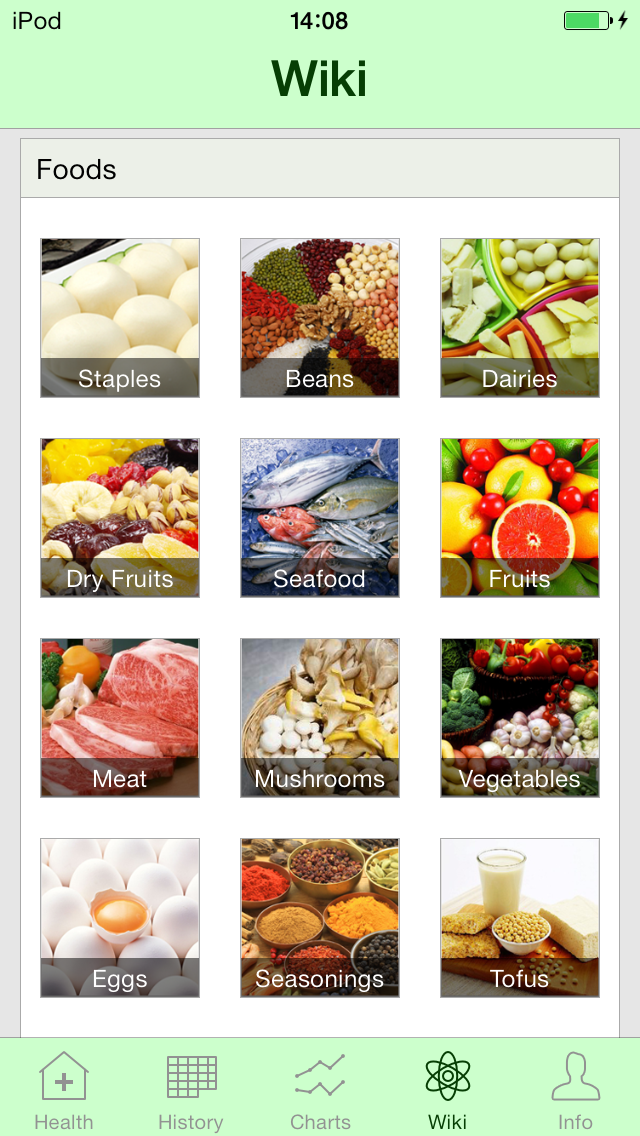 iPod 14:08
Wiki
Foods
Staples Beans Dairies
Dry Fruits Seafood Fruits
Meat Mushrooms Vegetables
Eggs Seasonings Tofus
Health History Charts Wiki Info